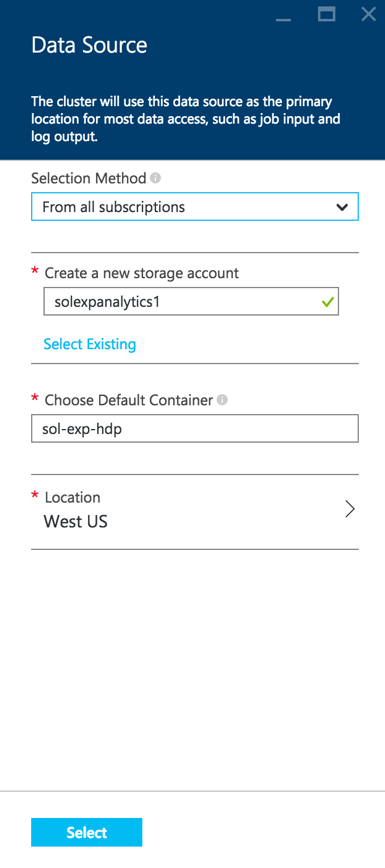 Data Source
The cluster will use this data source as the primary
location for most data access, such as job input and
log output.
Selection Method
From all subscriptions
* Create a new storage account
solexpanalytics1
Select Existing
* Choose Default Container
sol-exp-hdp
* Location
West US
Select